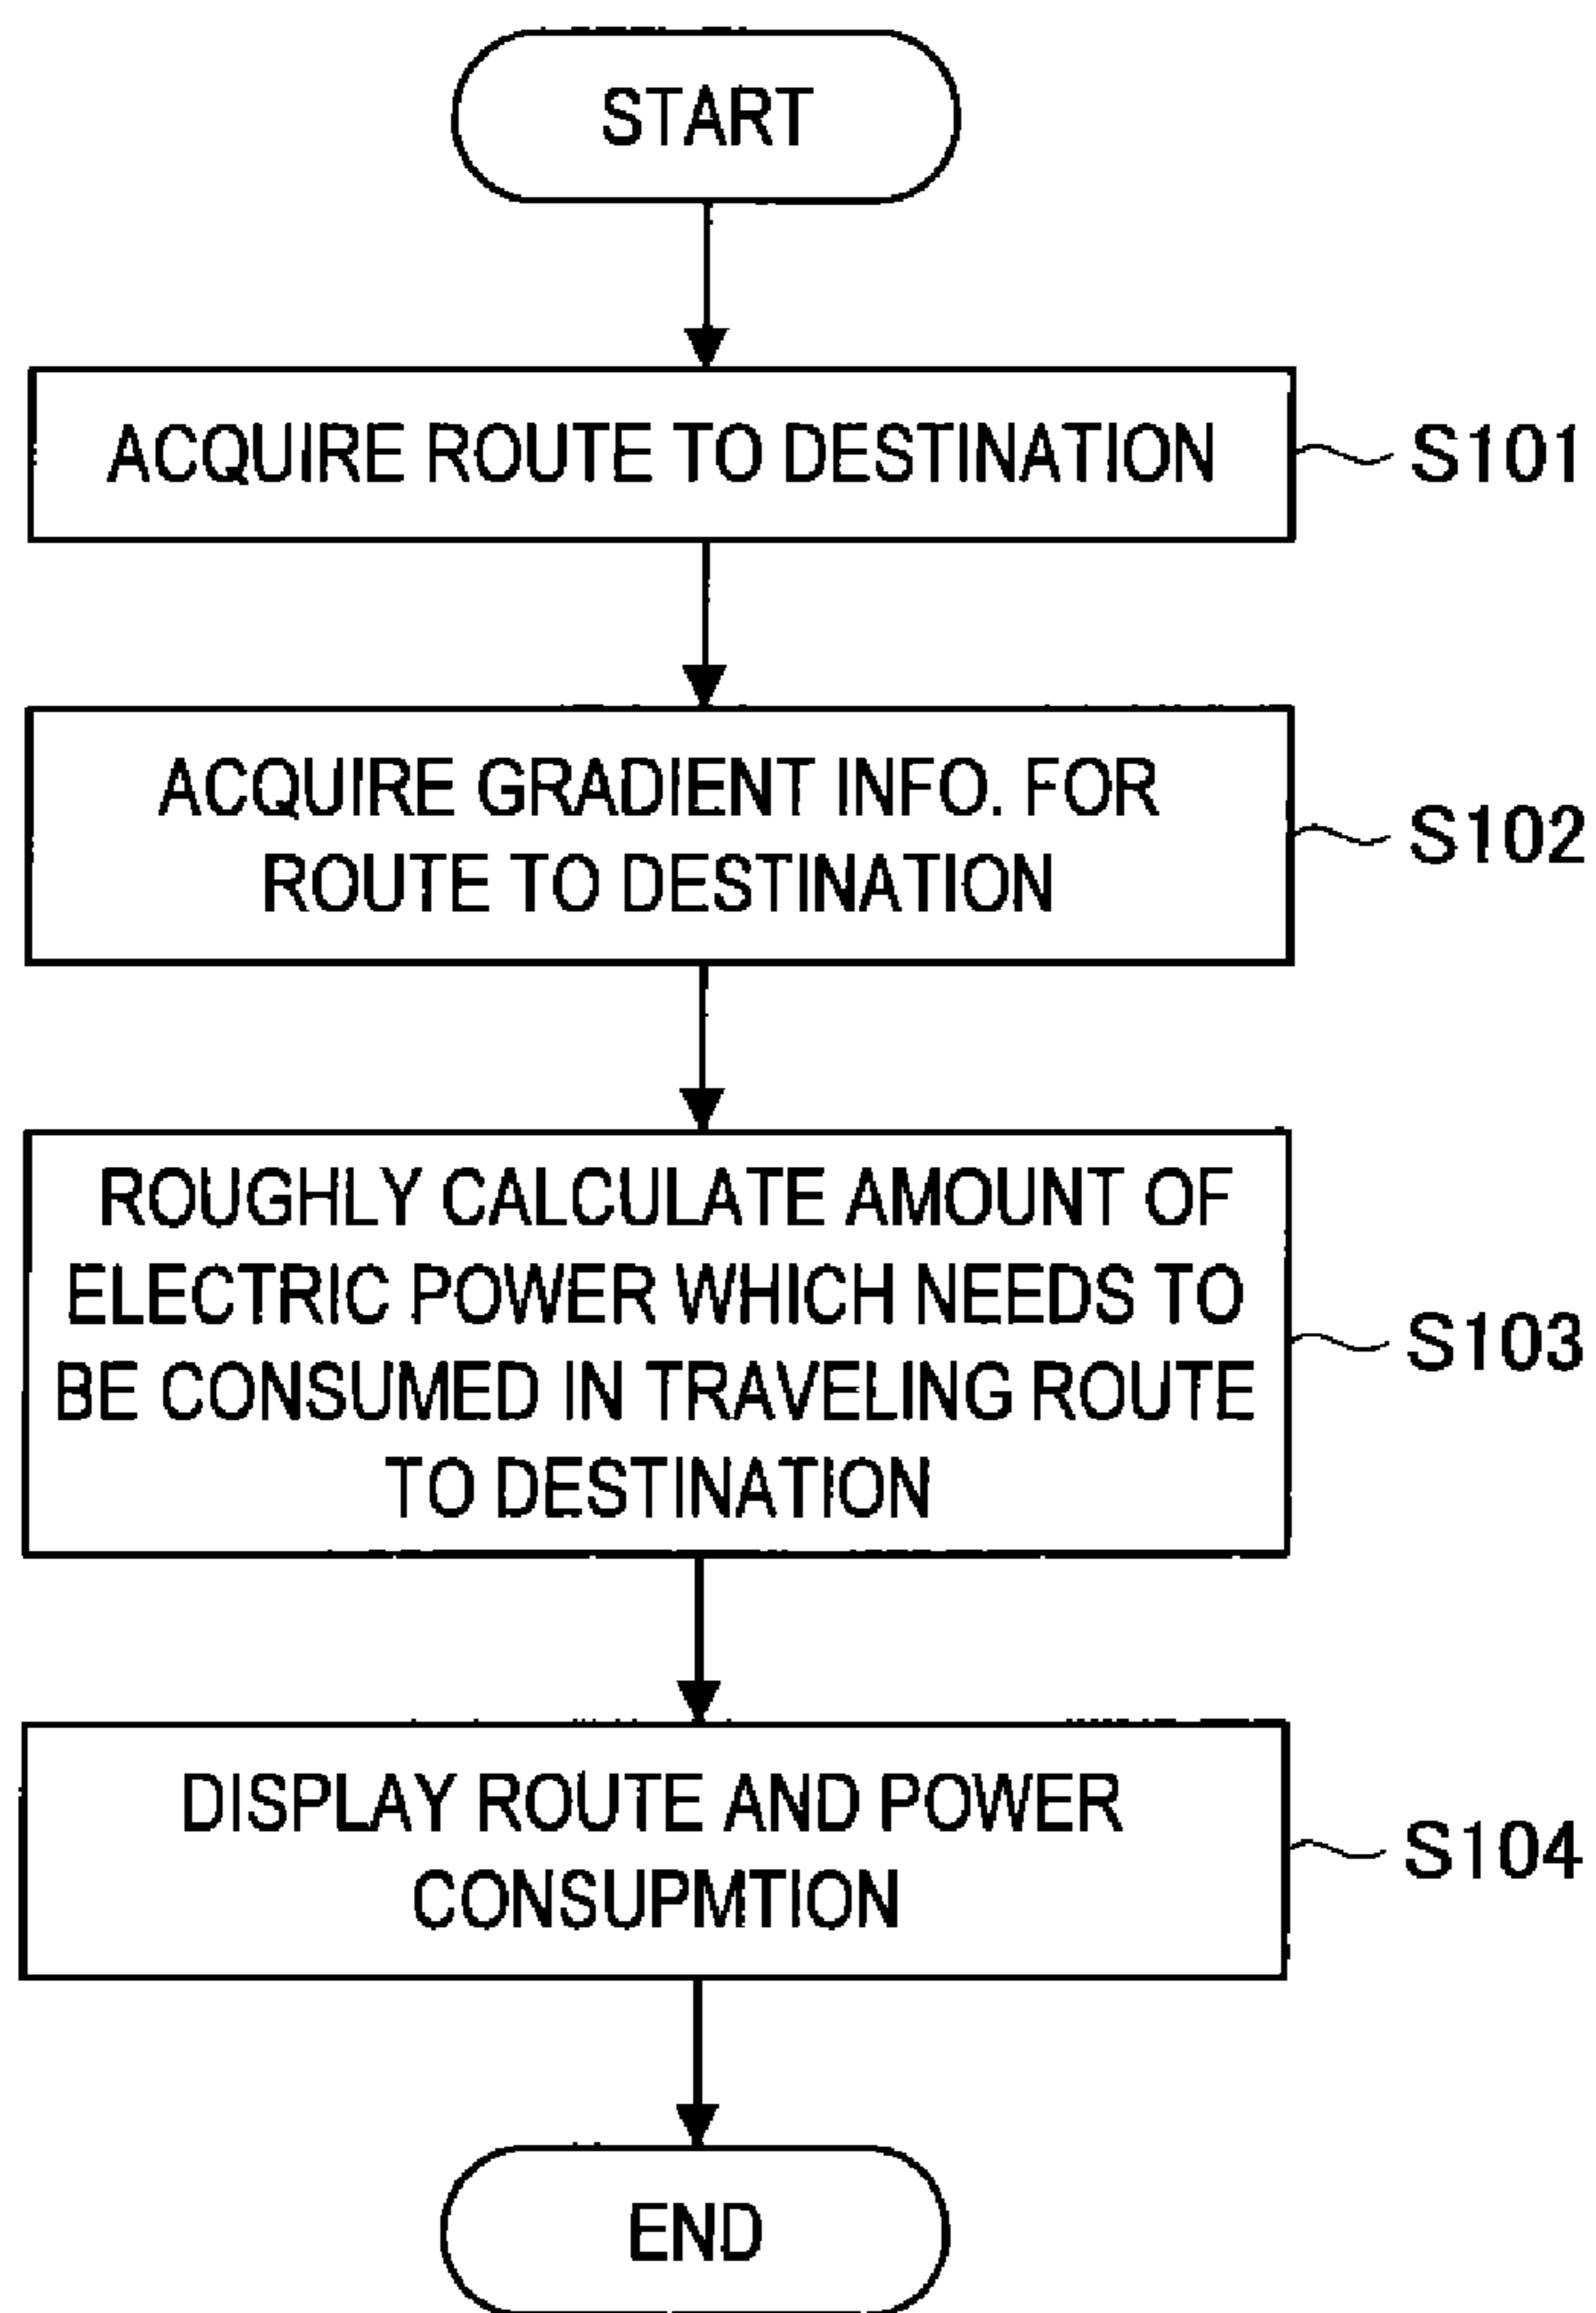 START
ACQUIRE ROUTE TO DESTINATION
S101
ACQUIRE GRADIENT INFO. FOR
ROUTE TO DESTINATION
S102
ROUGHLY CALCULATE AMOUNT OF
ELECTRIC POWER WHICH NEEDS TO
BE CONSUMED IN TRAVELING ROUTE
TO DESTINATION
S103
DISPLAY ROUTE AND POWER
CONSUPMTION
S104
END